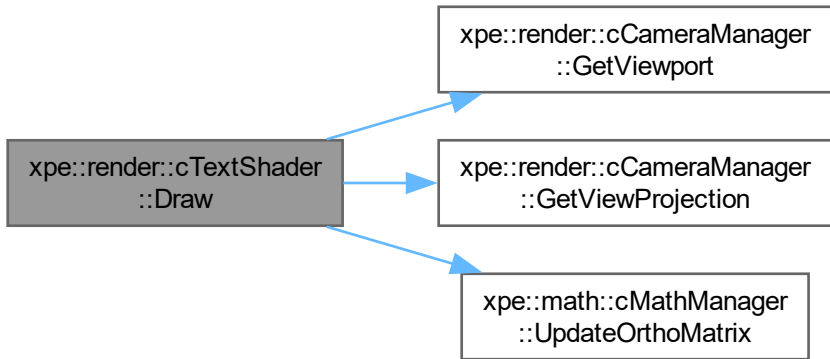 xpe::render::cCameraManager
::GetViewport
xpe::render::cTextShader
::Draw
xpe::render::cCameraManager
::GetViewProjection
xpe::math::cMathManager
::UpdateOrthoMatrix